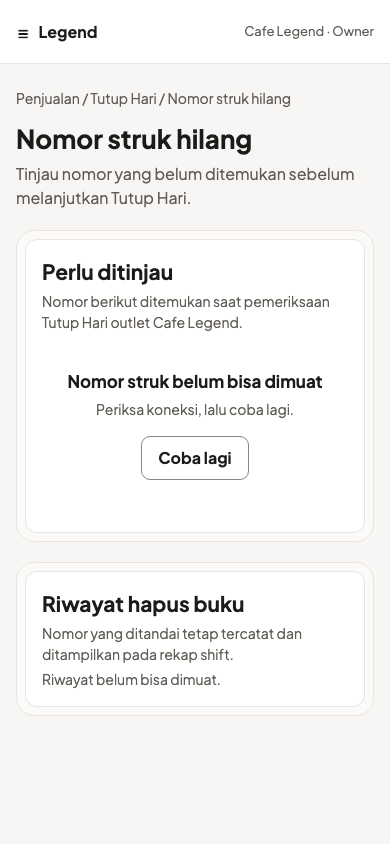 ≡ Legend
Cafe Legend · Owner
Penjualan / Tutup Hari / Nomor struk hilang
Nomor struk hilang
Tinjau nomor yang belum ditemukan sebelum
melanjutkan Tutup Hari.
Perlu ditinjau
Nomor berikut ditemukan saat pemeriksaan
Tutup Hari outlet Cafe Legend.
Nomor struk belum bisa dimuat
Periksa koneksi, lalu coba lagi.
Coba lagi
Riwayat hapus buku
Nomor yang ditandai tetap tercatat dan
ditampilkan pada rekap shift.
Riwayat belum bisa dimuat.